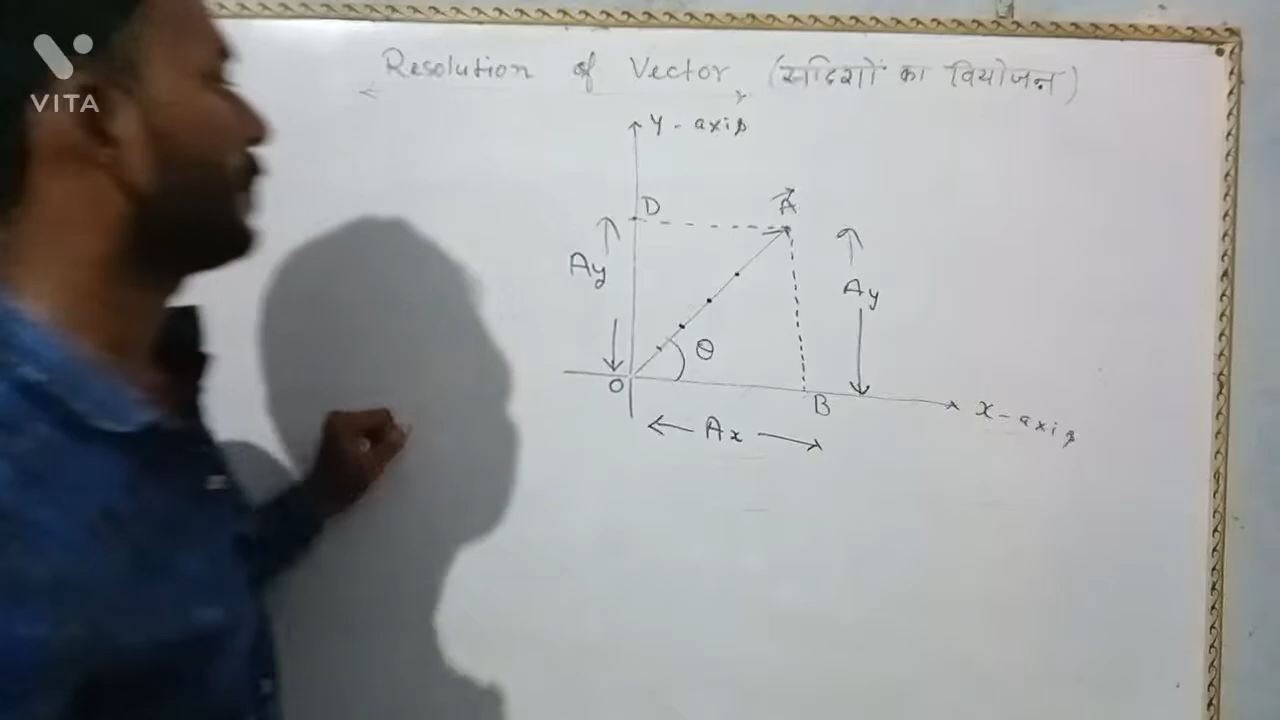 VITA
Resolution of Vector (सदिशों का वियोजन)
y - axis
D
A
Ay
Ay
θ
O
B
x - axis
Ax